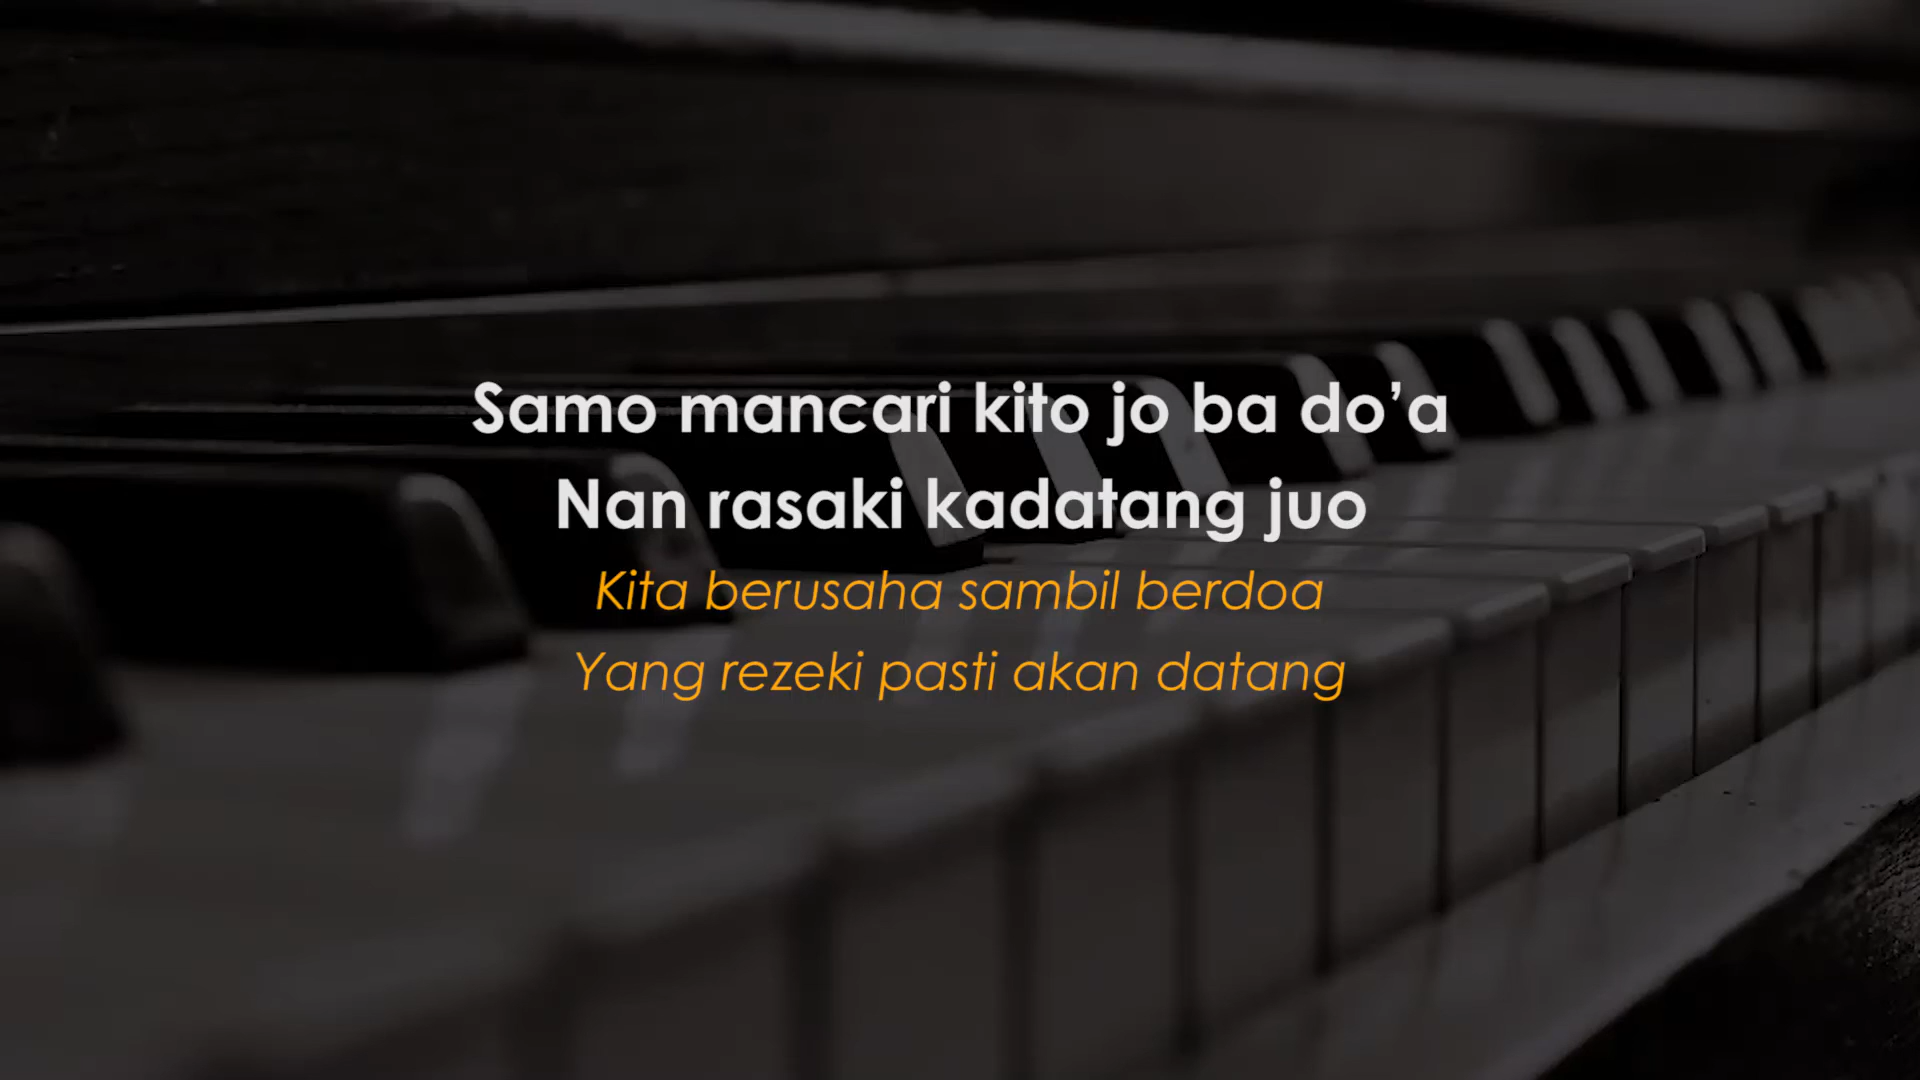 Samo mancari kito jo ba do’a
Nan rasaki kadatang juo
Kita berusaha sambil berdoa
Yang rezeki pasti akan datang